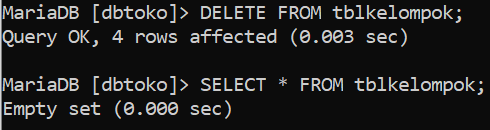 MariaDB [dbtoko]> DELETE FROM tblkelompok;
Query OK, 4 rows affected (0.003 sec)
MariaDB [dbtoko]> SELECT * FROM tblkelompok;
Empty set (0.000 sec)